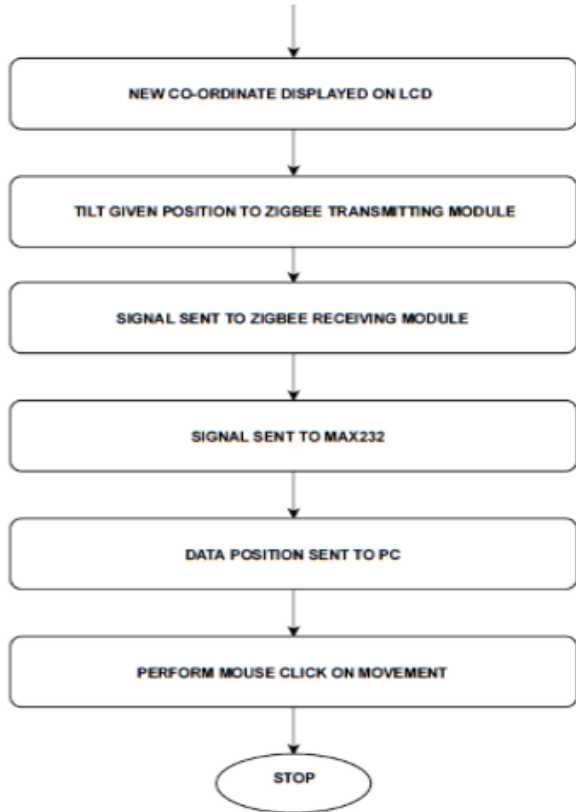 NEW CO-ORDINATE DISPLAYED ON LCD
TILT GIVEN POSITION TO ZIGBEE TRANSMITTING MODULE
SIGNAL SENT TO ZIGBEE RECEIVING MODULE
SIGNAL SENT TO MAX232
DATA POSITION SENT TO PC
PERFORM MOUSE CLICK ON MOVEMENT
STOP